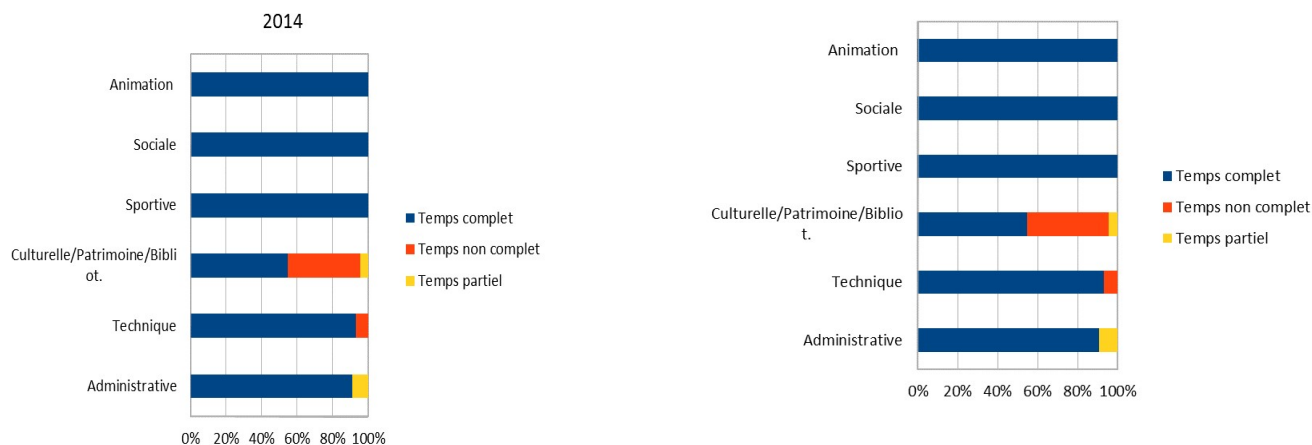 2014
Animation
Sociale
Sportive
Culturelle/Patrimoine/Bibli
ot.
Technique
Administrative
0% 20% 40% 60% 80% 100%
Temps complet
Temps non complet
Temps partiel
Animation
Sociale
Sportive
Culturelle/Patrimoine/Biblio
t.
Technique
Administrative
0% 20% 40% 60% 80% 100%
Temps complet
Temps non complet
Temps partiel